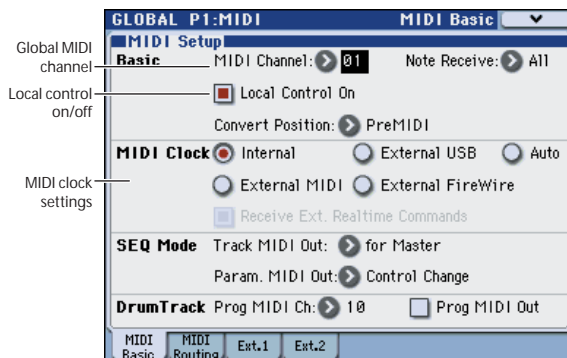 GLOBAL P1:MIDI MIDI Basic
MIDI Setup
Global MIDI
channel
Basic MIDI Channel: 01 Note Receive: All
Local control
on/off
Local Control On
Convert Position: PreMIDI
MIDI clock
settings
MIDI Clock Internal External USB Auto
External MIDI External FireWire
Receive Ext. Realtime Commands
SEQ Mode Track MIDI Out: for Master
Param. MIDI Out: Control Change
DrumTrack Prog MIDI Ch: 10 Prog MIDI Out
MIDI
Basic
MIDI
Routing
Ext.1
Ext.2